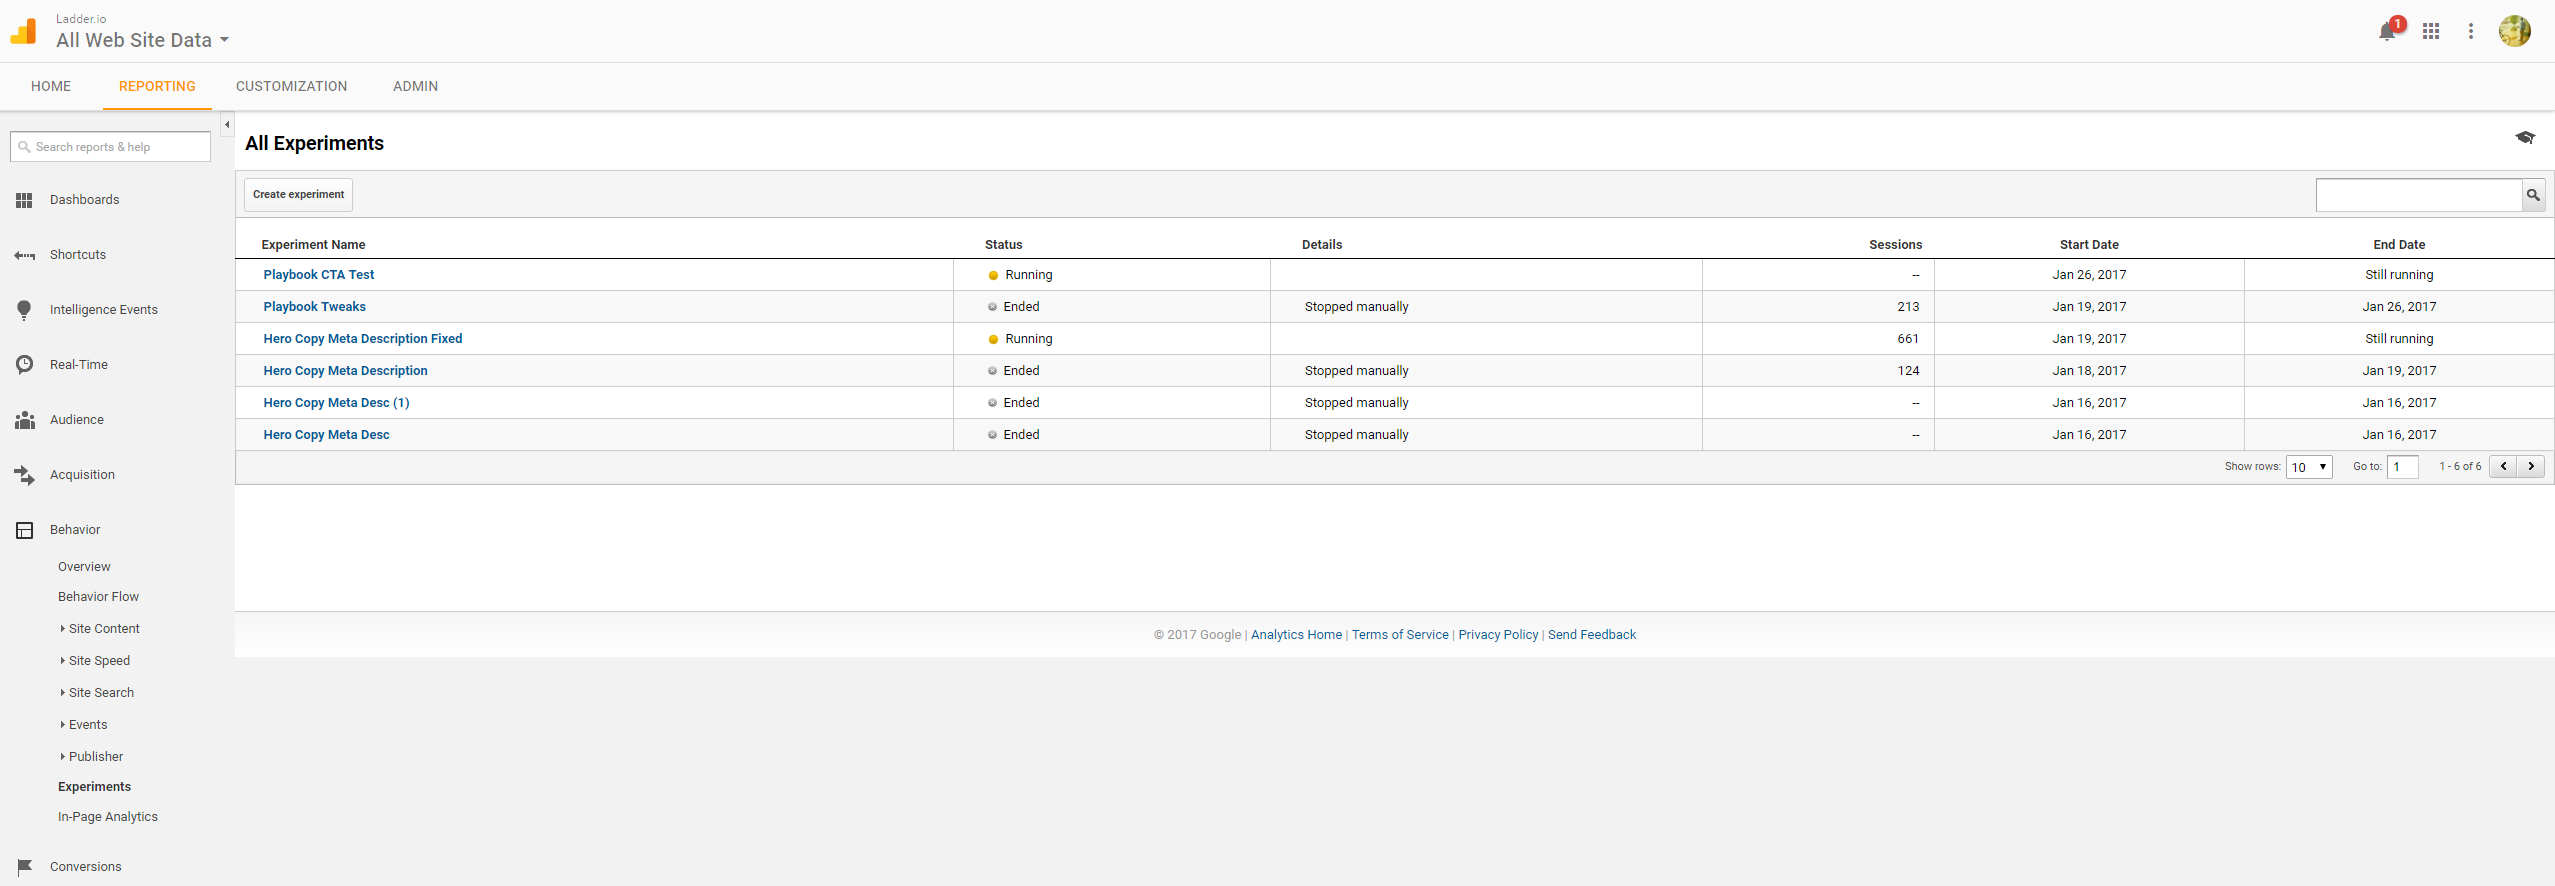 Ladder.io
All Web Site Data
1
HOME REPORTING CUSTOMIZATION ADMIN
Search reports & help
Dashboards
Shortcuts
Intelligence Events
Real-Time
Audience
Acquisition
Behavior
Overview
Behavior Flow
Site Content
Site Speed
Site Search
Events
Publisher
Experiments
In-Page Analytics
Conversions
All Experiments
Create experiment
Experiment Name Status Details Sessions Start Date End Date
Playbook CTA Test Running -- Jan 26, 2017 Still running
Playbook Tweaks Ended Stopped manually 213 Jan 19, 2017 Jan 26, 2017
Hero Copy Meta Description Fixed Running 661 Jan 19, 2017 Still running
Hero Copy Meta Description Ended Stopped manually 124 Jan 18, 2017 Jan 19, 2017
Hero Copy Meta Desc (1) Ended Stopped manually -- Jan 16, 2017 Jan 16, 2017
Hero Copy Meta Desc Ended Stopped manually -- Jan 16, 2017 Jan 16, 2017
Show rows: 10 Go to: 1 1 - 6 of 6
© 2017 Google | Analytics Home | Terms of Service | Privacy Policy | Send Feedback